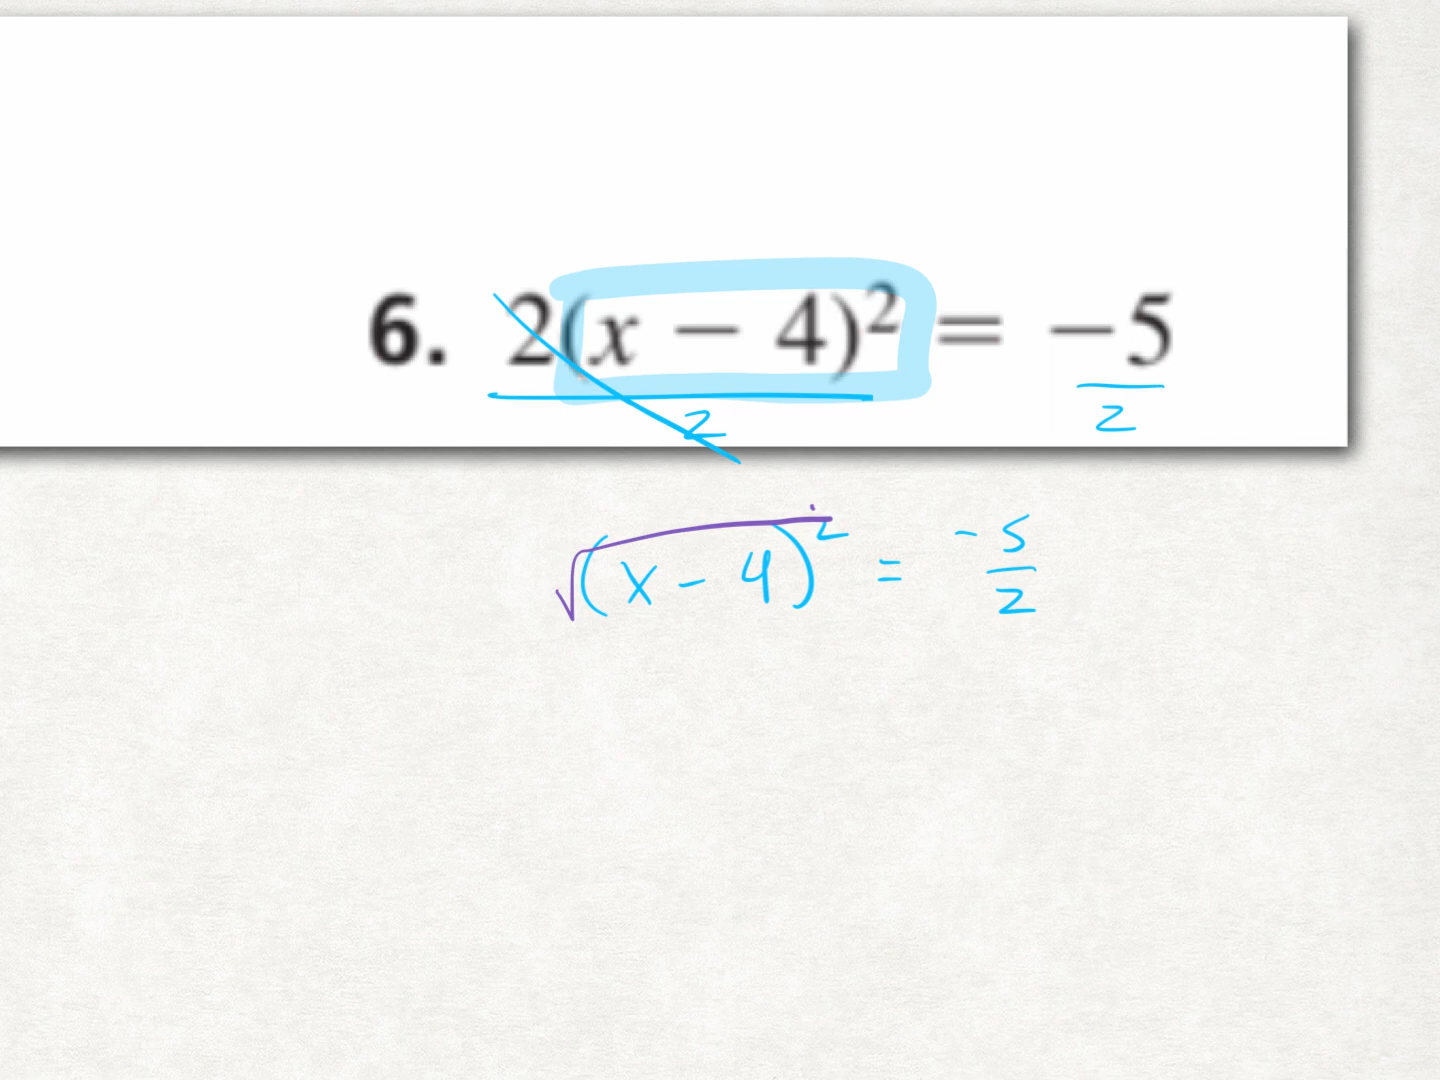 6. 2(x − 4)² = −5
2 2
√(x - 4)² = -5/2